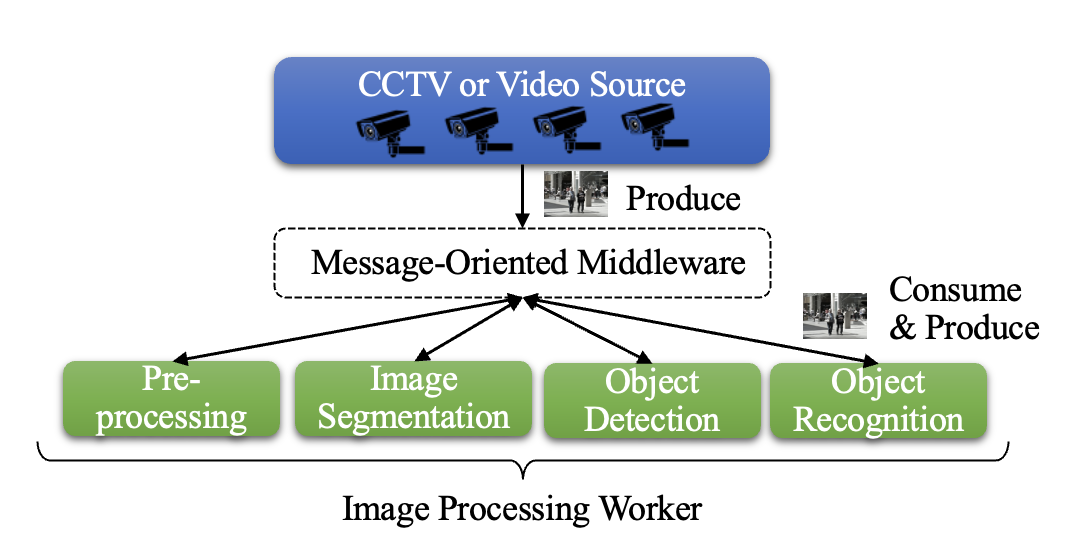 CCTV or Video Source
Produce
Message-Oriented Middleware
Consume
& Produce
Pre-
processing
Image
Segmentation
Object
Detection
Object
Recognition
Image Processing Worker